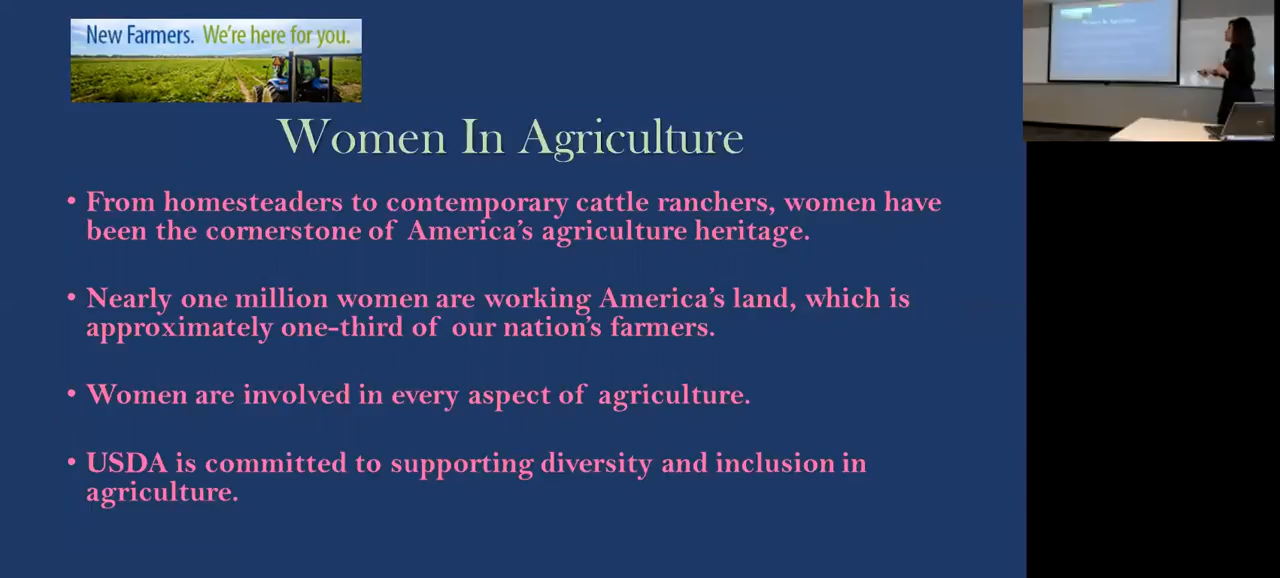 New Farmers. We're here for you.
Women In Agriculture
• From homesteaders to contemporary cattle ranchers, women have
been the cornerstone of America's agriculture heritage.
• Nearly one million women are working America's land, which is
approximately one-third of our nation's farmers.
• Women are involved in every aspect of agriculture.
• USDA is committed to supporting diversity and inclusion in
agriculture.